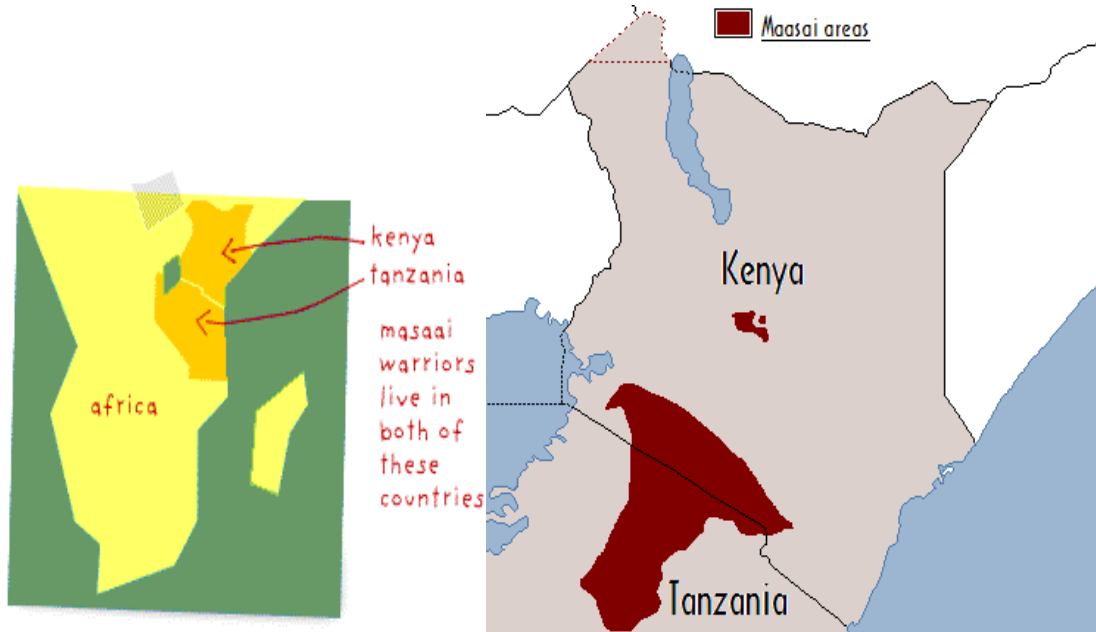 kenya
tanzania
masaai
warriors
live in
both of
these
countries
africa
Maasai areas
Kenya
Tanzania